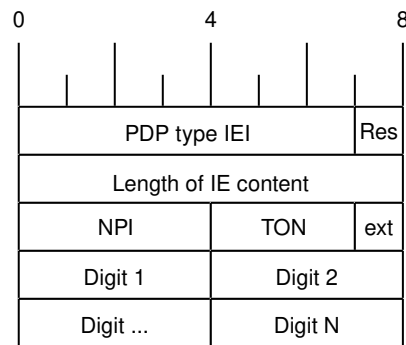 0 4 8
PDP type IEI Res
Length of IE content
NPI TON ext
Digit 1 Digit 2
Digit ... Digit N